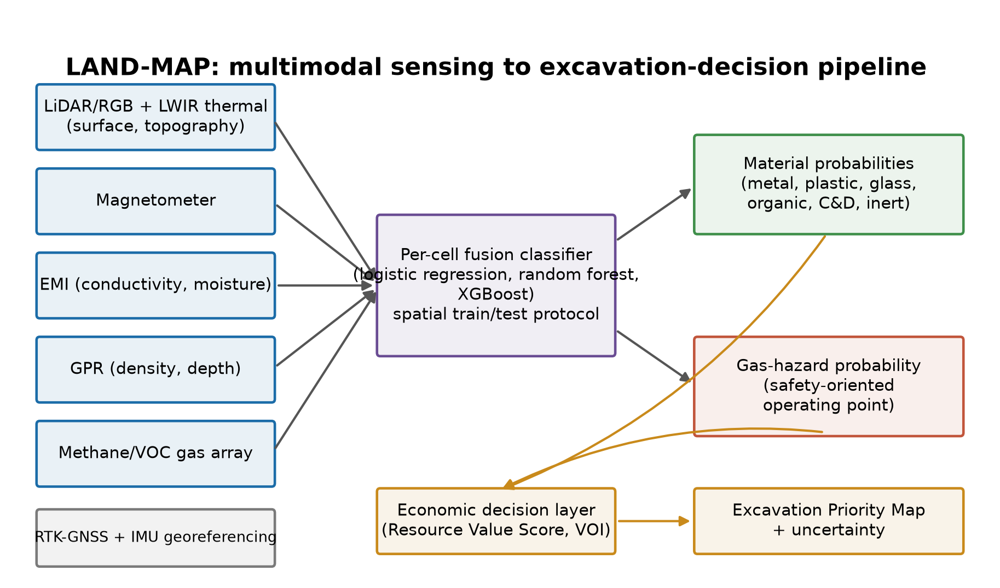 LAND-MAP: multimodal sensing to excavation-decision pipeline
LiDAR/RGB + LWIR thermal
(surface, topography)
Magnetometer
EMI (conductivity, moisture)
GPR (density, depth)
Methane/VOC gas array
RTK-GNSS + IMU georeferencing
Per-cell fusion classifier
(logistic regression, random forest,
XGBoost)
spatial train/test protocol
Material probabilities
(metal, plastic, glass,
organic, C&D, inert)
Gas-hazard probability
(safety-oriented
operating point)
Economic decision layer
(Resource Value Score, VOI)
Excavation Priority Map
+ uncertainty